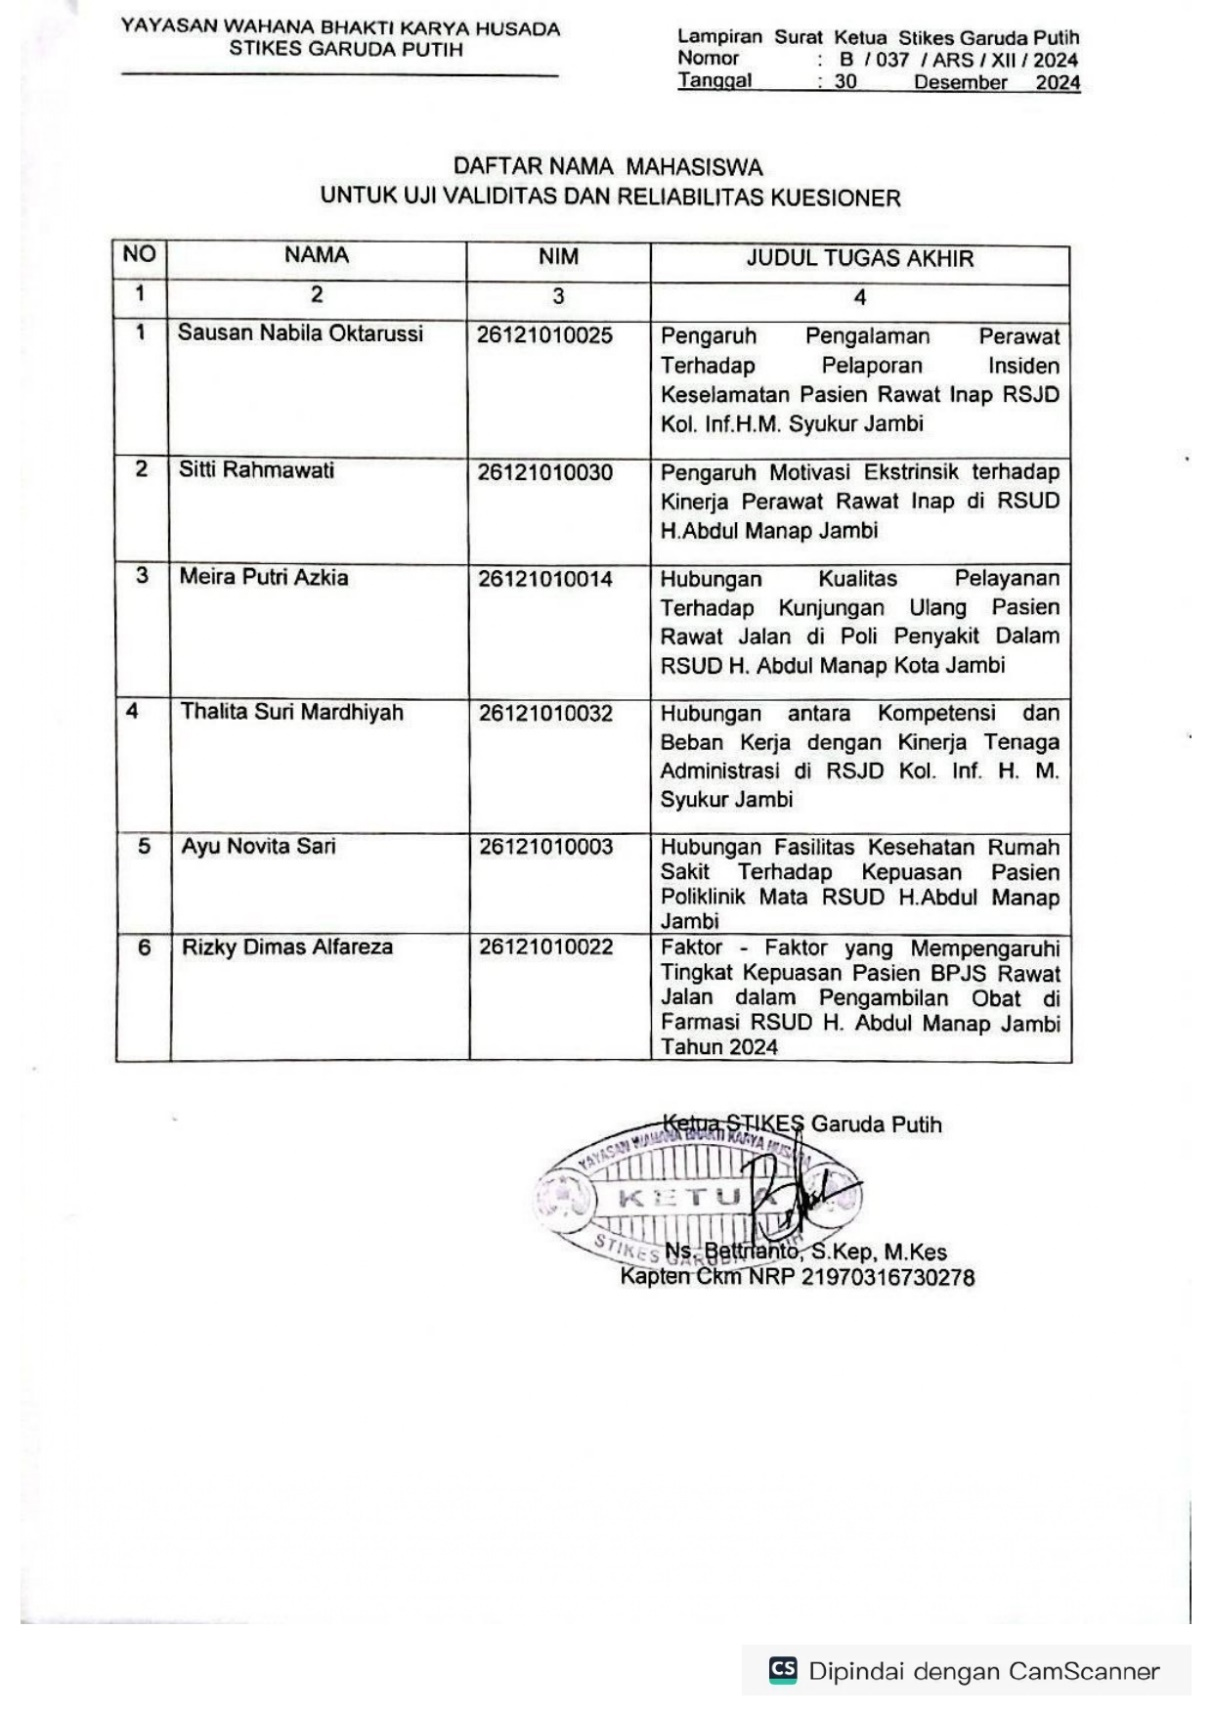 YAYASAN WAHANA BHAKTI KARYA HUSADA
STIKES GARUDA PUTIH
Lampiran Surat Ketua Stikes Garuda Putih
Nomor : B / 037 / ARS / XII / 2024
Tanggal : 30 Desember 2024
DAFTAR NAMA MAHASISWA
UNTUK UJI VALIDITAS DAN RELIABILITAS KUESIONER
NO NAMA NIM JUDUL TUGAS AKHIR
1 2 3 4
1 Sausan Nabila Oktarussi 26121010025 Pengaruh Pengalaman Perawat
Terhadap Pelaporan Insiden
Keselamatan Pasien Rawat Inap RSJD
Kol. Inf.H.M. Syukur Jambi
2 Sitti Rahmawati 26121010030 Pengaruh Motivasi Ekstrinsik terhadap
Kinerja Perawat Rawat Inap di RSUD
H.Abdul Manap Jambi
3 Meira Putri Azkia 26121010014 Hubungan Kualitas Pelayanan
Terhadap Kunjungan Ulang Pasien
Rawat Jalan di Poli Penyakit Dalam
RSUD H. Abdul Manap Kota Jambi
4 Thalita Suri Mardhiyah 26121010032 Hubungan antara Kompetensi dan
Beban Kerja dengan Kinerja Tenaga
Administrasi di RSJD Kol. Inf. H. M.
Syukur Jambi
5 Ayu Novita Sari 26121010003 Hubungan Fasilitas Kesehatan Rumah
Sakit Terhadap Kepuasan Pasien
Poliklinik Mata RSUD H.Abdul Manap
Jambi
6 Rizky Dimas Alfareza 26121010022 Faktor - Faktor yang Mempengaruhi
Tingkat Kepuasan Pasien BPJS Rawat
Jalan dalam Pengambilan Obat di
Farmasi RSUD H. Abdul Manap Jambi
Tahun 2024
Ketua STIKES Garuda Putih
YAYASAN WAHANA BHAKTI KARYA HUSADA
KETUA
STIKES GARUDA PUTIH
Ns. Bettrianto, S.Kep, M.Kes
Kapten Ckm NRP 21970316730278
CS Dipindai dengan CamScanner